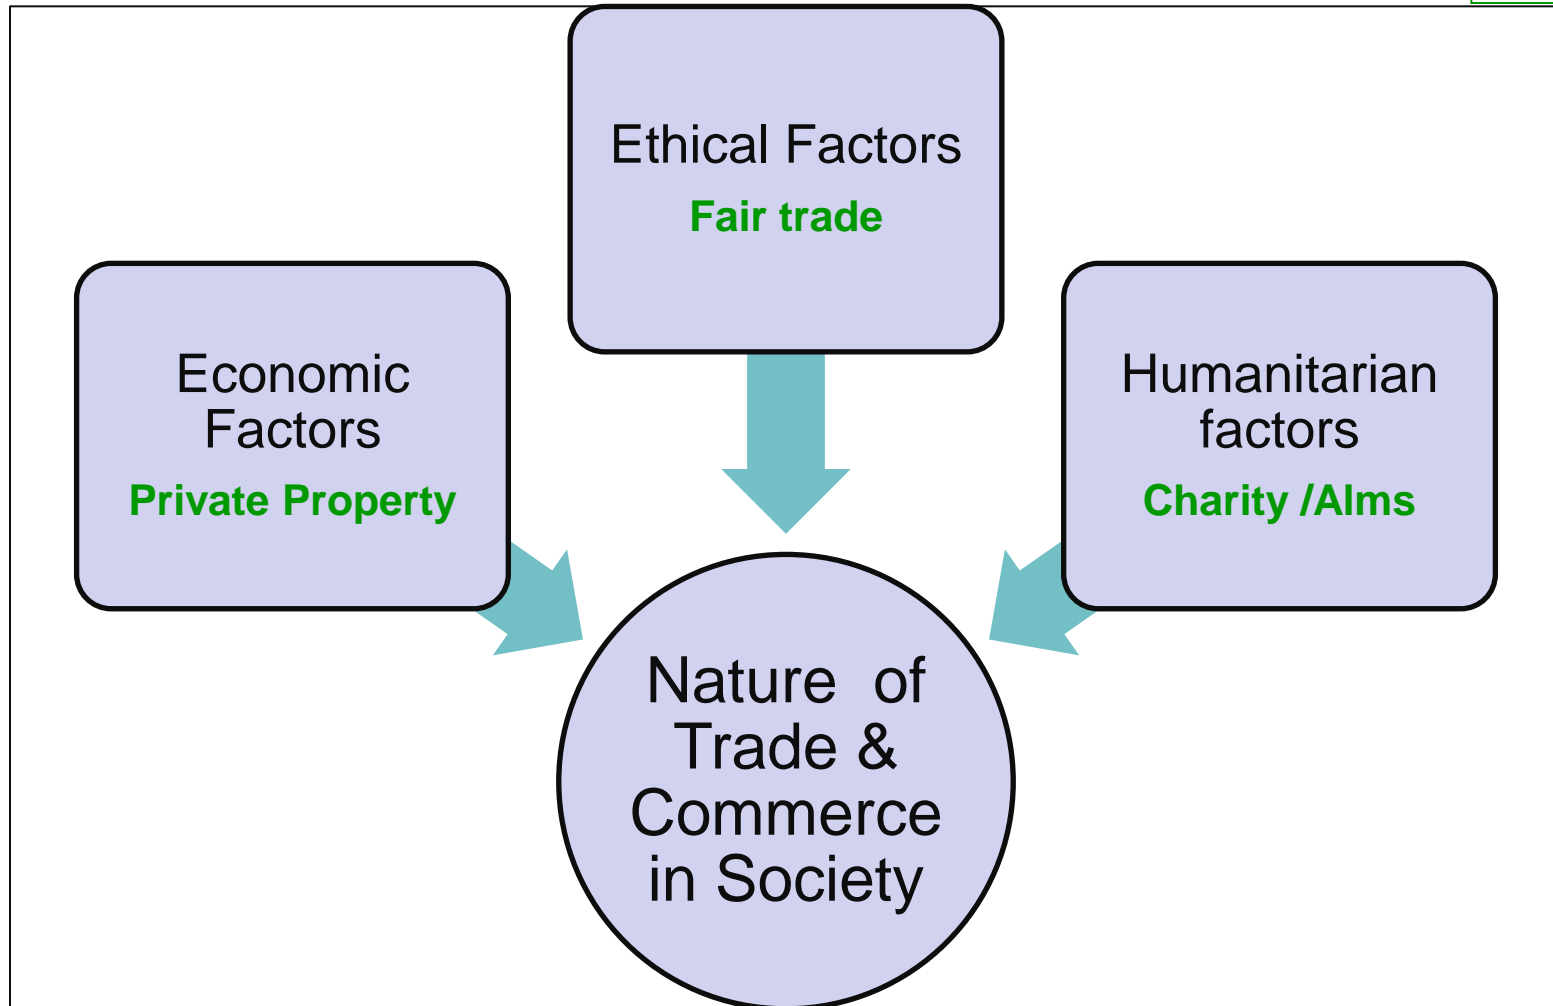 Ethical Factors
Fair trade
Economic
Factors
Private Property
Humanitarian
factors
Charity /Alms
Nature of
Trade &
Commerce
in Society